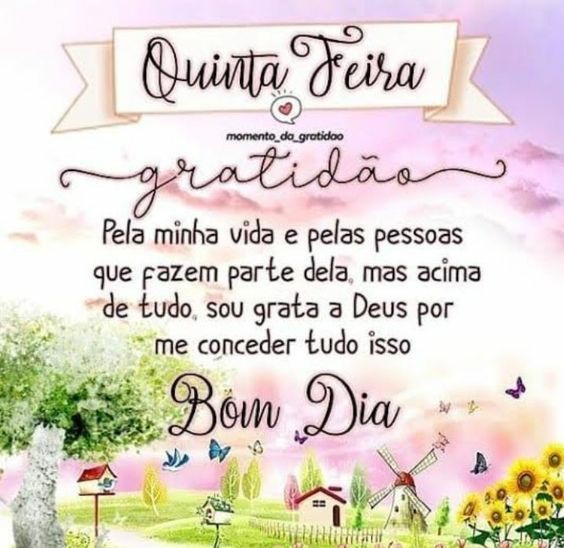 Quinta Feira
momento_da_gratidao
gratidão
Pela minha vida e pelas pessoas
que fazem parte dela, mas acima
de tudo, sou grata a Deus por
me conceder tudo isso
Bom Dia